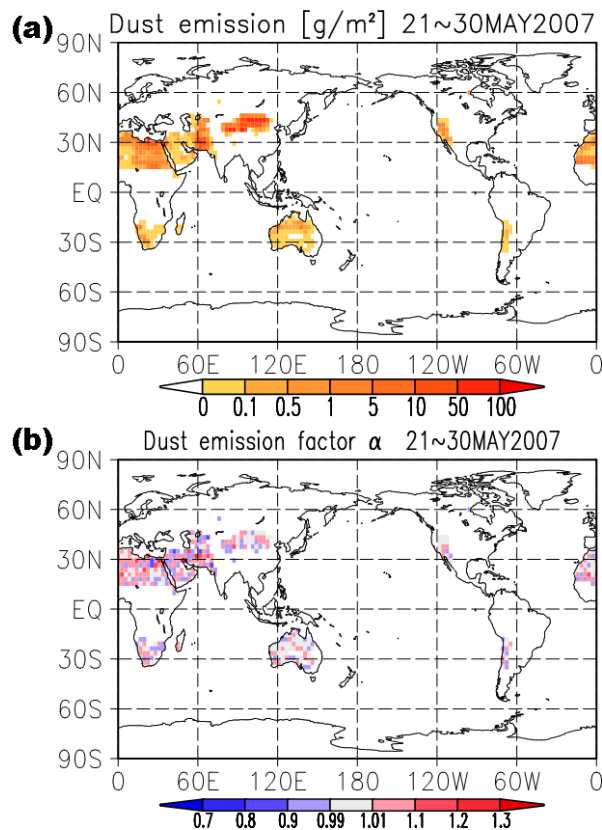 (a)
Dust emission [g/m²] 21~30MAY2007
90N
60N
30N
EQ
30S
60S
90S
0 60E 120E 180 120W 60W
0 0.1 0.5 1 5 10 50 100
(b)
Dust emission factor α 21~30MAY2007
90N
60N
30N
EQ
30S
60S
90S
0 60E 120E 180 120W 60W
0.7 0.8 0.9 0.99 1.01 1.1 1.2 1.3